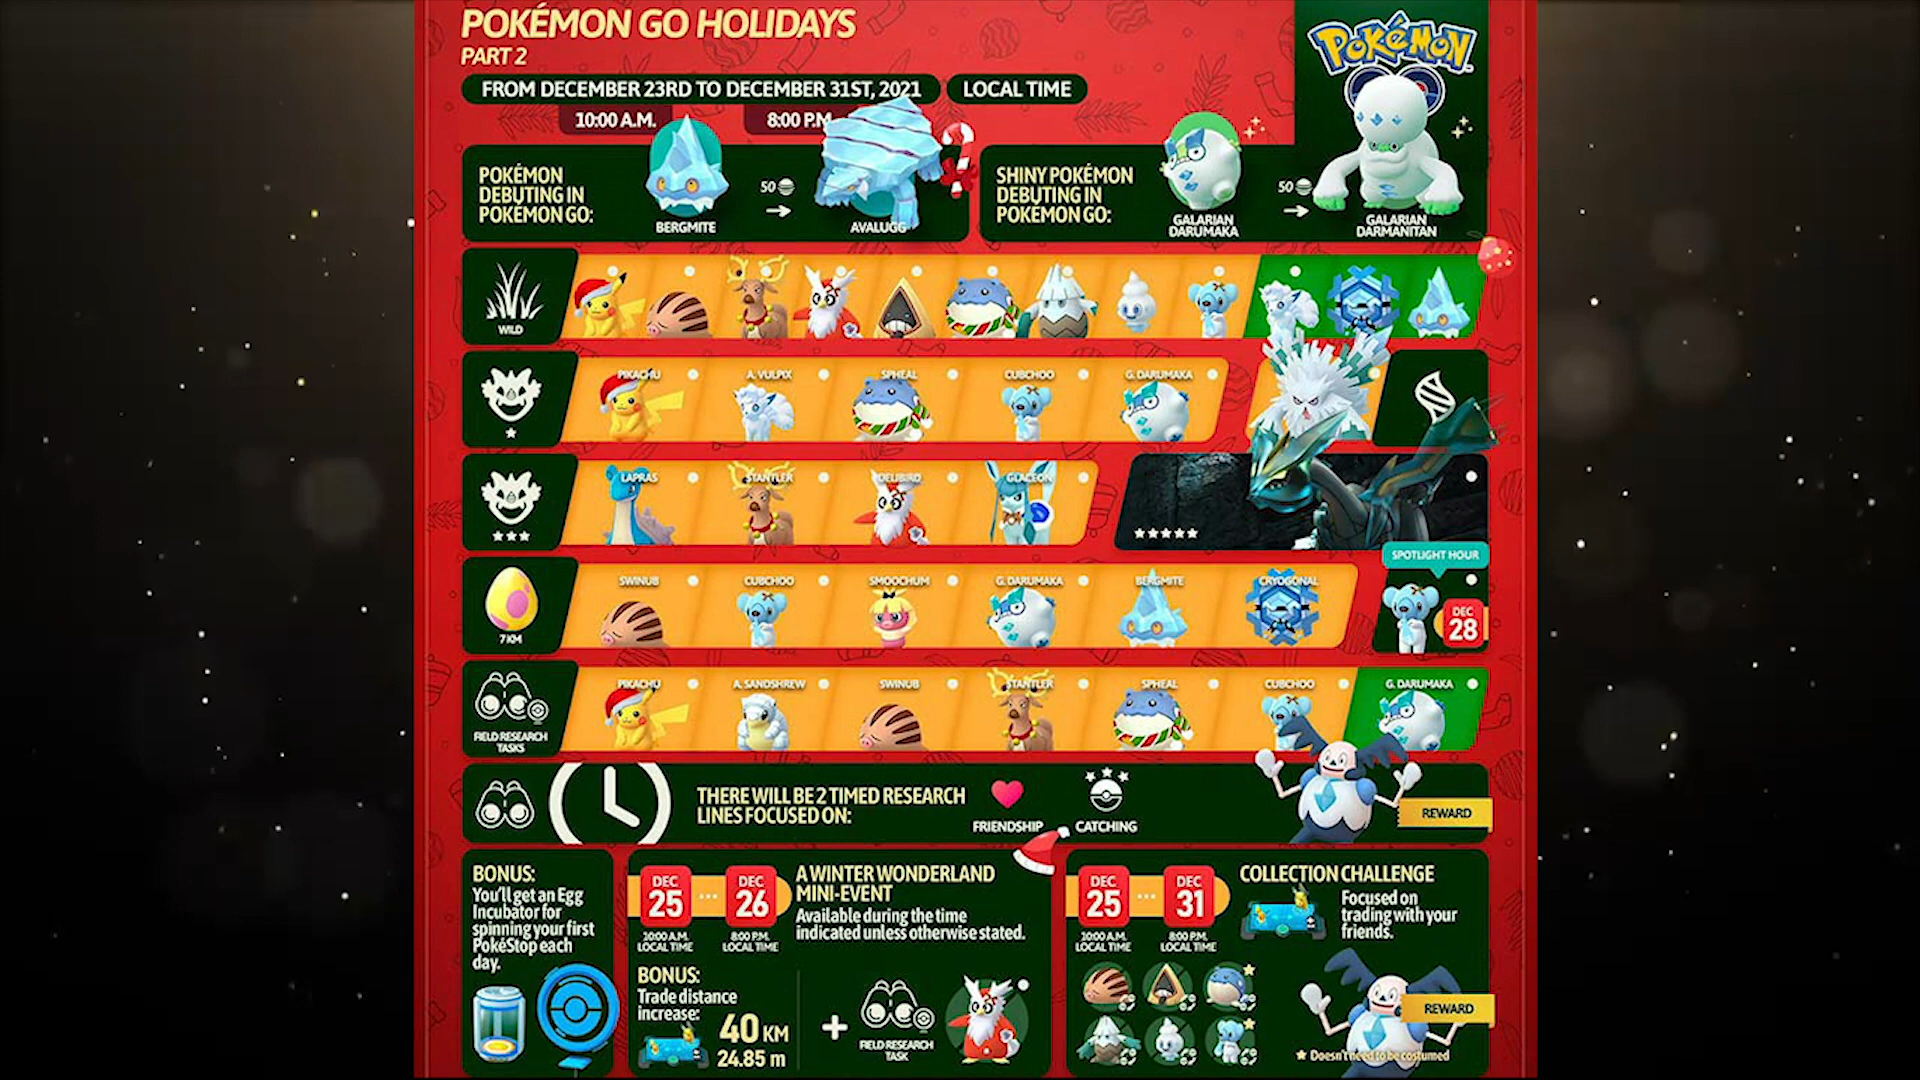 POKÉMON GO HOLIDAYS
PART 2
FROM DECEMBER 23RD TO DECEMBER 31ST, 2021
LOCAL TIME
10:00 A.M.
8:00 P.M.
POKÉMON
POKÉMON
DEBUTING IN
POKÉMON GO:
BERGMITE
50
AVALUGG
SHINY POKÉMON
DEBUTING IN
POKÉMON GO:
GALARIAN
DARUMAKA
50
GALARIAN
DARMANITAN
WILD
PIKACHU
A. VULPIX
SPHEAL
CUBCHOO
G. DARUMAKA
LAPRAS
STANTLER
DELIBIRD
GLACEON
SPOTLIGHT HOUR
7 KM
SWINUB
CUBCHOO
SMOOCHUM
G. DARUMAKA
BERGMITE
CRYOGONAL
DEC
28
FIELD RESEARCH
TASKS
PIKACHU
A. SANDSHREW
SWINUB
STANTLER
SPHEAL
CUBCHOO
G. DARUMAKA
THERE WILL BE 2 TIMED RESEARCH
LINES FOCUSED ON:
FRIENDSHIP
CATCHING
REWARD
BONUS:
You'll get an Egg
Incubator for
spinning your first
PokéStop each
day.
DEC
25
10:00 A.M.
LOCAL TIME
DEC
26
8:00 P.M.
LOCAL TIME
A WINTER WONDERLAND
MINI-EVENT
Available during the time
indicated unless otherwise stated.
BONUS:
Trade distance
increase:
40 KM
24.85 m
+
FIELD RESEARCH
TASK
DEC
25
10:00 A.M.
LOCAL TIME
DEC
31
8:00 P.M.
LOCAL TIME
COLLECTION CHALLENGE
Focused on
trading with your
friends.
REWARD
Doesn't need to be costumed